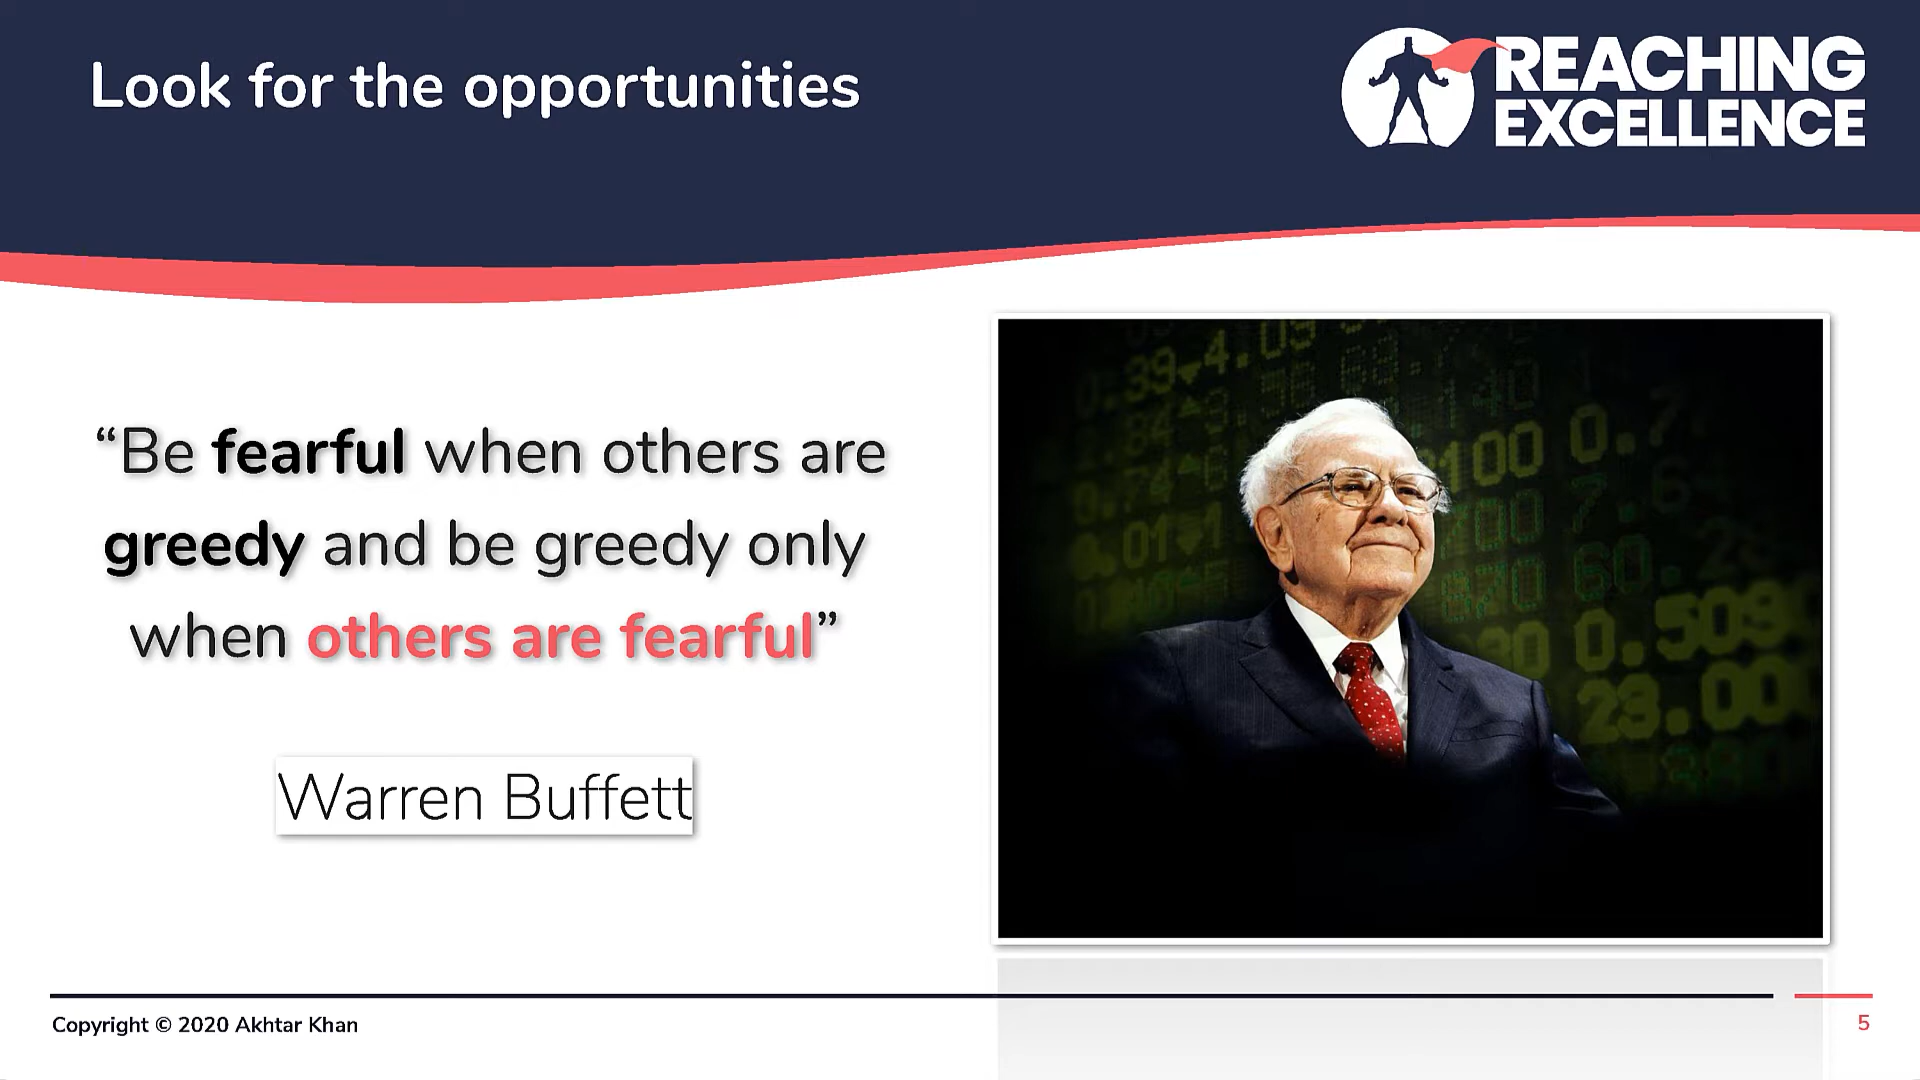 Look for the opportunities
REACHING
EXCELLENCE
“Be fearful when others are
greedy and be greedy only
when others are fearful”
Warren Buffett
Copyright © 2020 Akhtar Khan
5